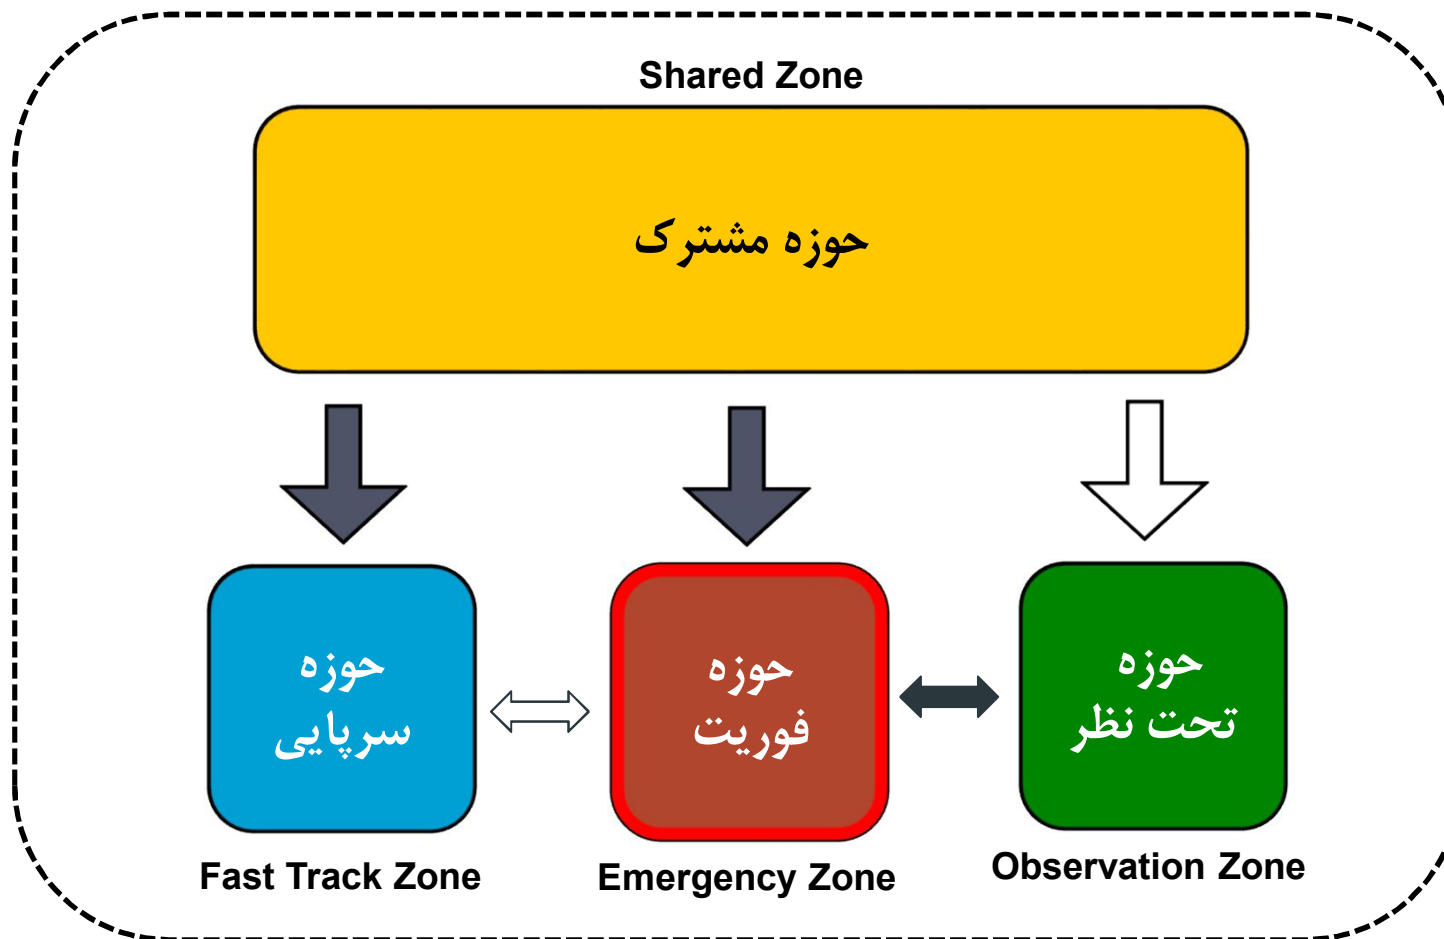 Shared Zone
حوزه مشترک
حوزه
سرپایی
حوزه
فوریت
حوزه
تحت نظر
Fast Track Zone
Emergency Zone
Observation Zone